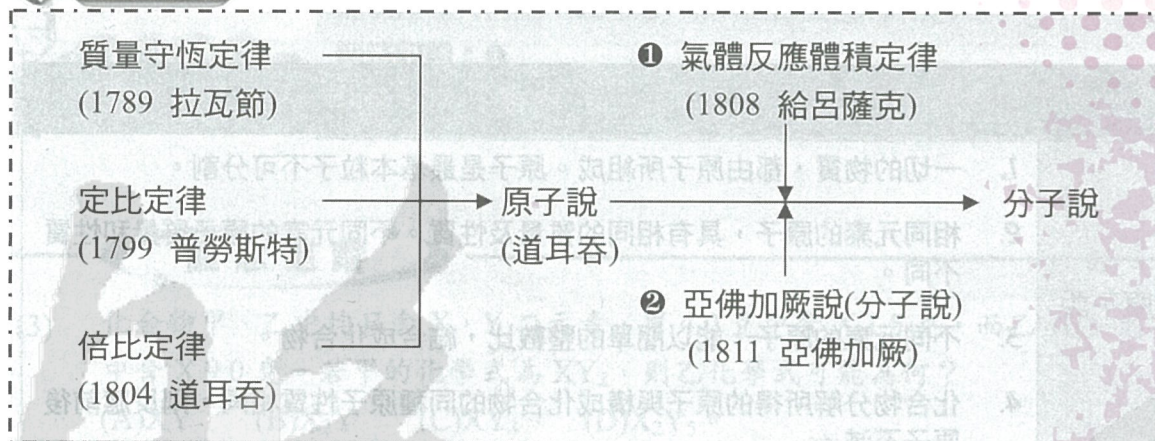 質量守恆定律
(1789 拉瓦節)
定比定律
(1799 普勞斯特)
倍比定律
(1804 道耳吞)
原子說
(道耳吞)
❶ 氣體反應體積定律
(1808 給呂薩克)
❷ 亞佛加厥說(分子說)
(1811 亞佛加厥)
分子說